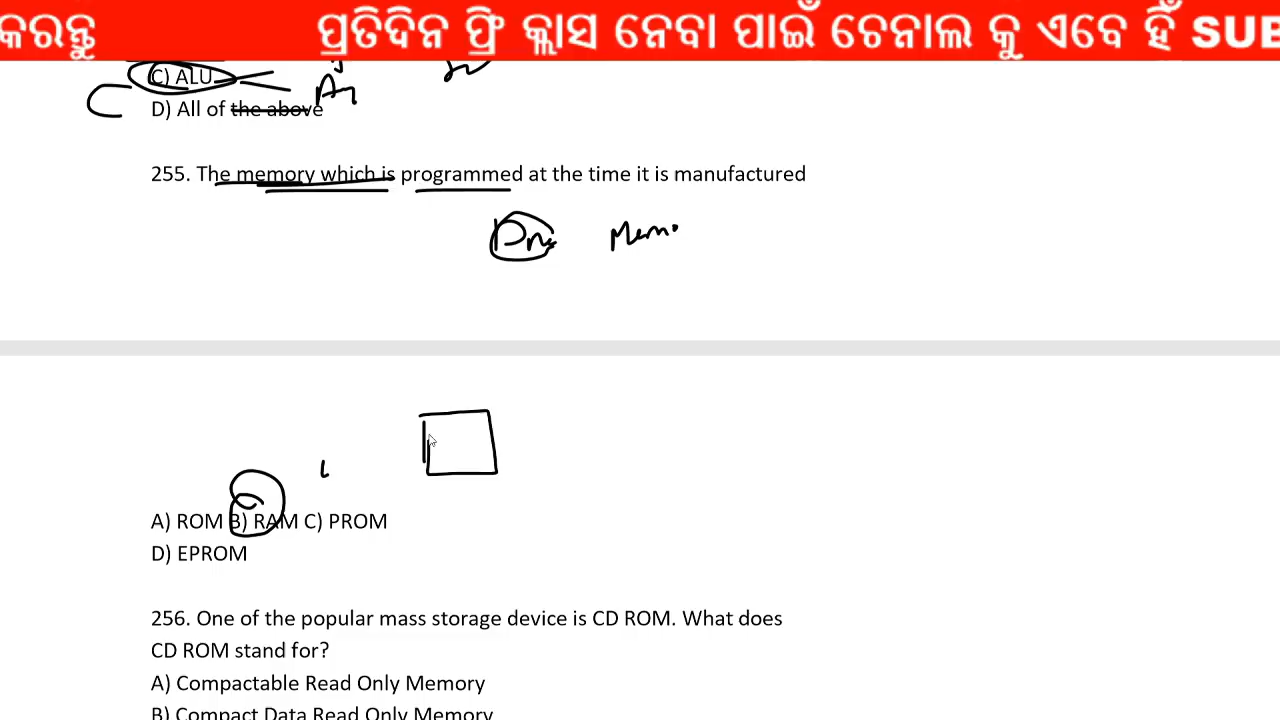 କରନ୍ତୁ ପ୍ରତିଦିନ ଫ୍ରି କ୍ଲାସ ନେବା ପାଇଁ ଚେନାଲ କୁ ଏବେ ହିଁ SUB
C) ALU
D) All of the above
255. The memory which is programmed at the time it is manufactured
Mem
A) ROM B) RAM C) PROM
D) EPROM
256. One of the popular mass storage device is CD ROM. What does
CD ROM stand for?
A) Compactable Read Only Memory
B) Compact Data Read Only Memory